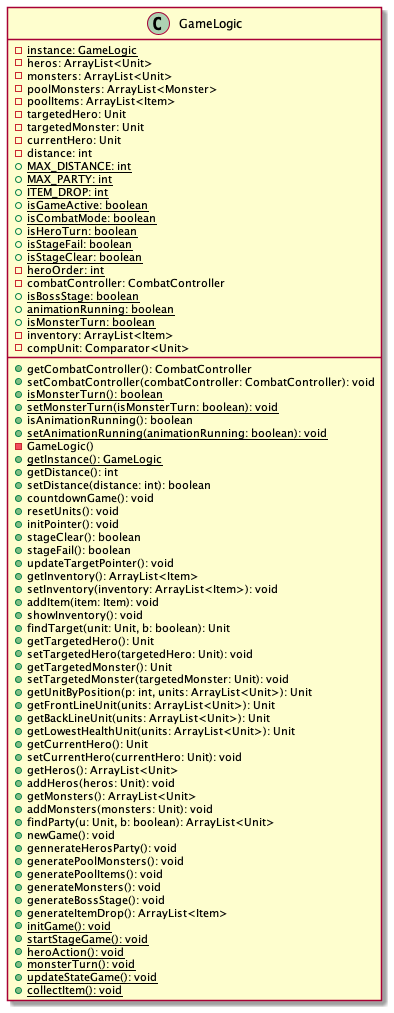 C GameLogic
instance: GameLogic
heros: ArrayList<Unit>
monsters: ArrayList<Unit>
poolMonsters: ArrayList<Monster>
poolItems: ArrayList<Item>
targetedHero: Unit
targetedMonster: Unit
currentHero: Unit
distance: int
MAX_DISTANCE: int
MAX_PARTY: int
ITEM_DROP: int
isGameActive: boolean
isCombatMode: boolean
isHeroTurn: boolean
isStageFail: boolean
isStageClear: boolean
heroOrder: int
combatController: CombatController
isBossStage: boolean
animationRunning: boolean
isMonsterTurn: boolean
inventory: ArrayList<Item>
compUnit: Comparator<Unit>
getCombatController(): CombatController
setCombatController(combatController: CombatController): void
isMonsterTurn(): boolean
setMonsterTurn(isMonsterTurn: boolean): void
isAnimationRunning(): boolean
setAnimationRunning(animationRunning: boolean): void
GameLogic()
getInstance(): GameLogic
getDistance(): int
setDistance(distance: int): boolean
countdownGame(): void
resetUnits(): void
initPointer(): void
stageClear(): boolean
stageFail(): boolean
updateTargetPointer(): void
getInventory(): ArrayList<Item>
setInventory(inventory: ArrayList<Item>): void
addItem(item: Item): void
showInventory(): void
findTarget(unit: Unit, b: boolean): Unit
getTargetedHero(): Unit
setTargetedHero(targetedHero: Unit): void
getTargetedMonster(): Unit
setTargetedMonster(targetedMonster: Unit): void
getUnitByPosition(p: int, units: ArrayList<Unit>): Unit
getFrontLineUnit(units: ArrayList<Unit>): Unit
getBackLineUnit(units: ArrayList<Unit>): Unit
getLowestHealthUnit(units: ArrayList<Unit>): Unit
getCurrentHero(): Unit
setCurrentHero(currentHero: Unit): void
getHeros(): ArrayList<Unit>
addHeros(heros: Unit): void
getMonsters(): ArrayList<Unit>
addMonsters(monsters: Unit): void
findParty(u: Unit, b: boolean): ArrayList<Unit>
newGame(): void
gennerateHerosParty(): void
generatePoolMonsters(): void
generatePoolItems(): void
generateMonsters(): void
generateBossStage(): void
generateItemDrop(): ArrayList<Item>
initGame(): void
startStageGame(): void
heroAction(): void
monsterTurn(): void
updateStateGame(): void
collectItem(): void